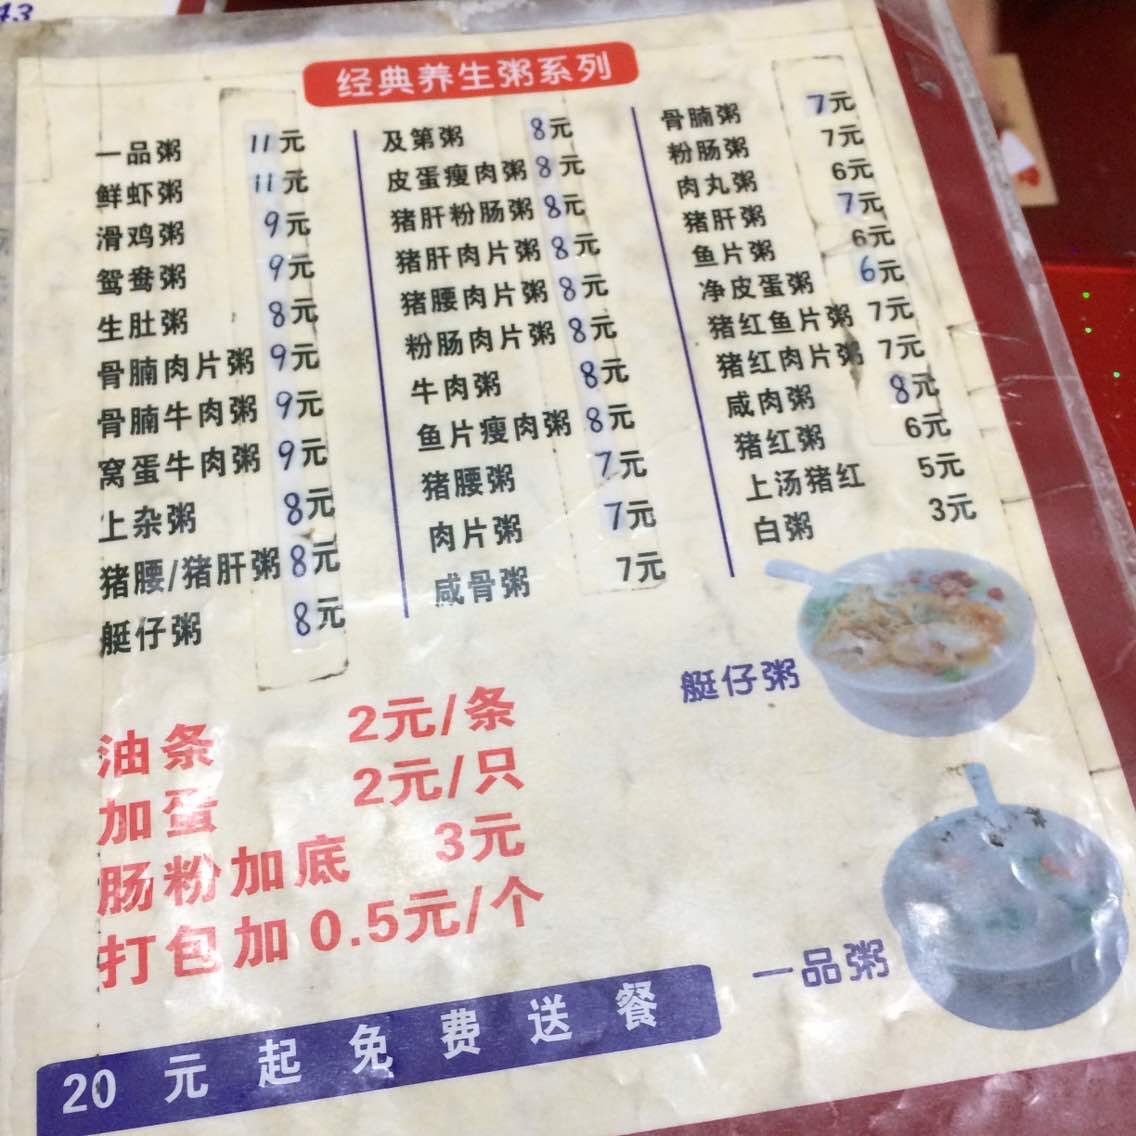 43
经典养生粥系列
一品粥 11元
鲜虾粥 11元
滑鸡粥 9元
鸳鸯粥 9元
生肚粥 8元
骨腩肉片粥 9元
骨腩牛肉粥 9元
窝蛋牛肉粥 9元
上杂粥 8元
猪腰/猪肝粥 8元
艇仔粥 8元
及第粥 8元
皮蛋瘦肉粥 8元
猪肝粉肠粥 8元
猪肝肉片粥 8元
猪腰肉片粥 8元
粉肠肉片粥 8元
牛肉粥 8元
鱼片瘦肉粥 8元
猪腰粥 7元
肉片粥 7元
咸骨粥 7元
骨腩粥 7元
粉肠粥 7元
肉丸粥 6元
猪肝粥 7元
鱼片粥 6元
净皮蛋粥 6元
猪红鱼片粥 7元
猪红肉片粥 7元
咸肉粥 8元
猪红粥 6元
上汤猪红 5元
白粥 3元
艇仔粥
油条 2元/条
加蛋 2元/只
肠粉加底 3元
打包加 0.5元/个
一品粥
20元起免费送餐